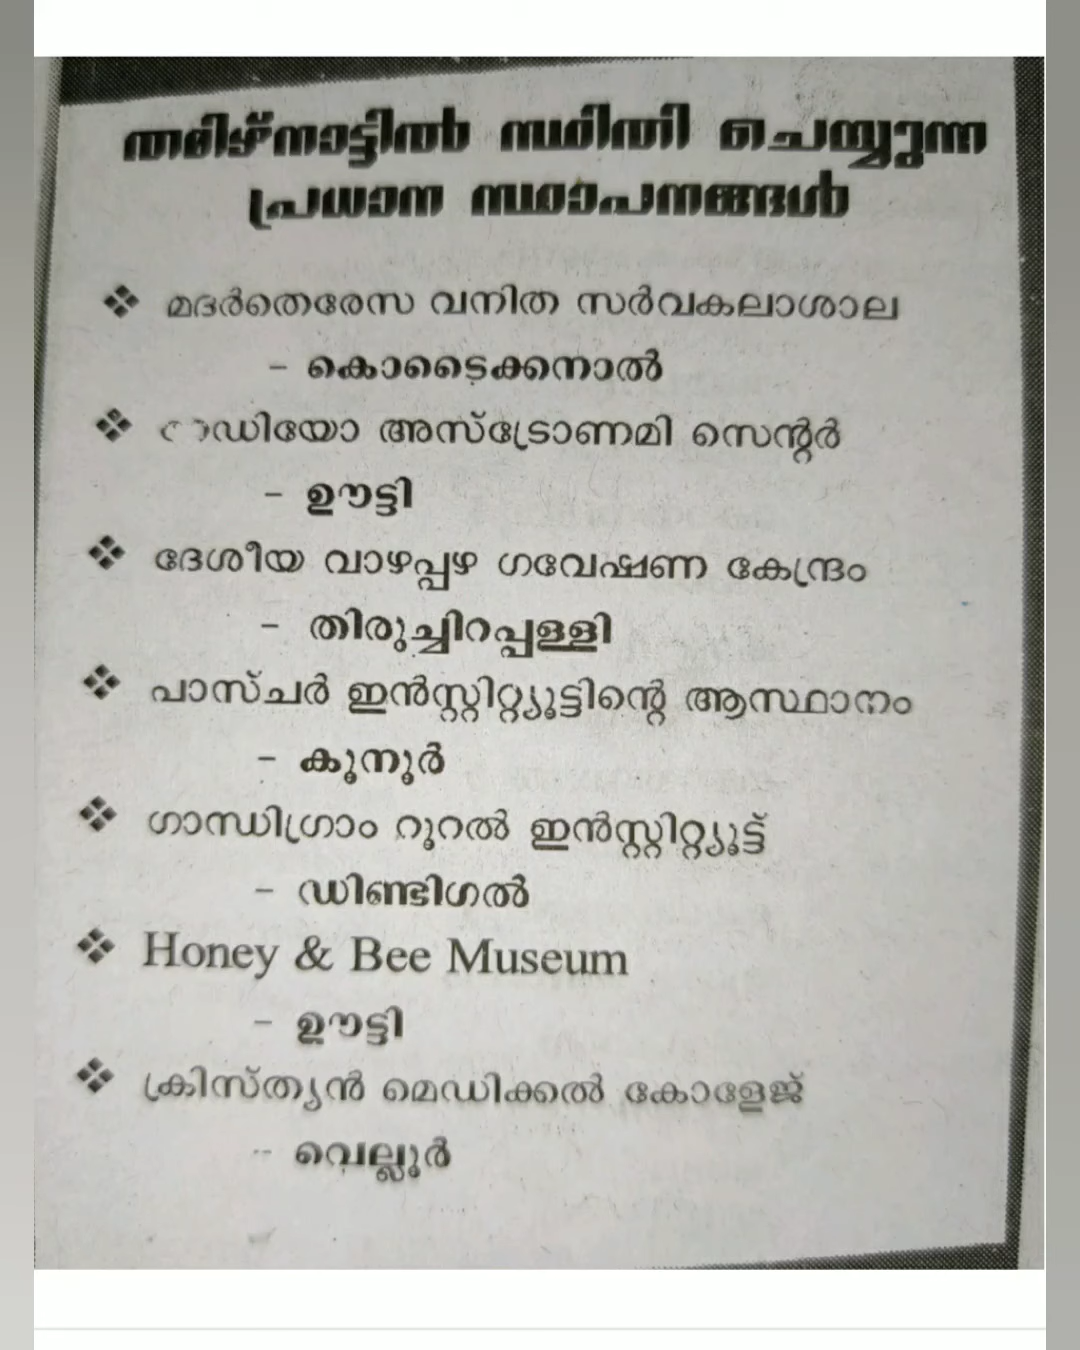 തമിഴ്നാട്ടിൽ സ്ഥിതി ചെയ്യുന്ന
പ്രധാന സ്ഥാപനങ്ങൾ
❖ മദർതെരേസ വനിത സർവകലാശാല
– കൊടൈക്കനാൽ
❖ റേഡിയോ അസ്ട്രോണമി സെന്റർ
– ഊട്ടി
❖ ദേശീയ വാഴപ്പഴ ഗവേഷണ കേന്ദ്രം
– തിരുച്ചിറപ്പള്ളി
❖ പാസ്ചർ ഇൻസ്റ്റിറ്റ്യൂട്ടിന്റെ ആസ്ഥാനം
– കൂനൂർ
❖ ഗാന്ധിഗ്രാം റൂറൽ ഇൻസ്റ്റിറ്റ്യൂട്ട്
– ഡിണ്ടിഗൽ
❖ Honey & Bee Museum
– ഊട്ടി
❖ ക്രിസ്ത്യൻ മെഡിക്കൽ കോളേജ്
– വെല്ലൂർ